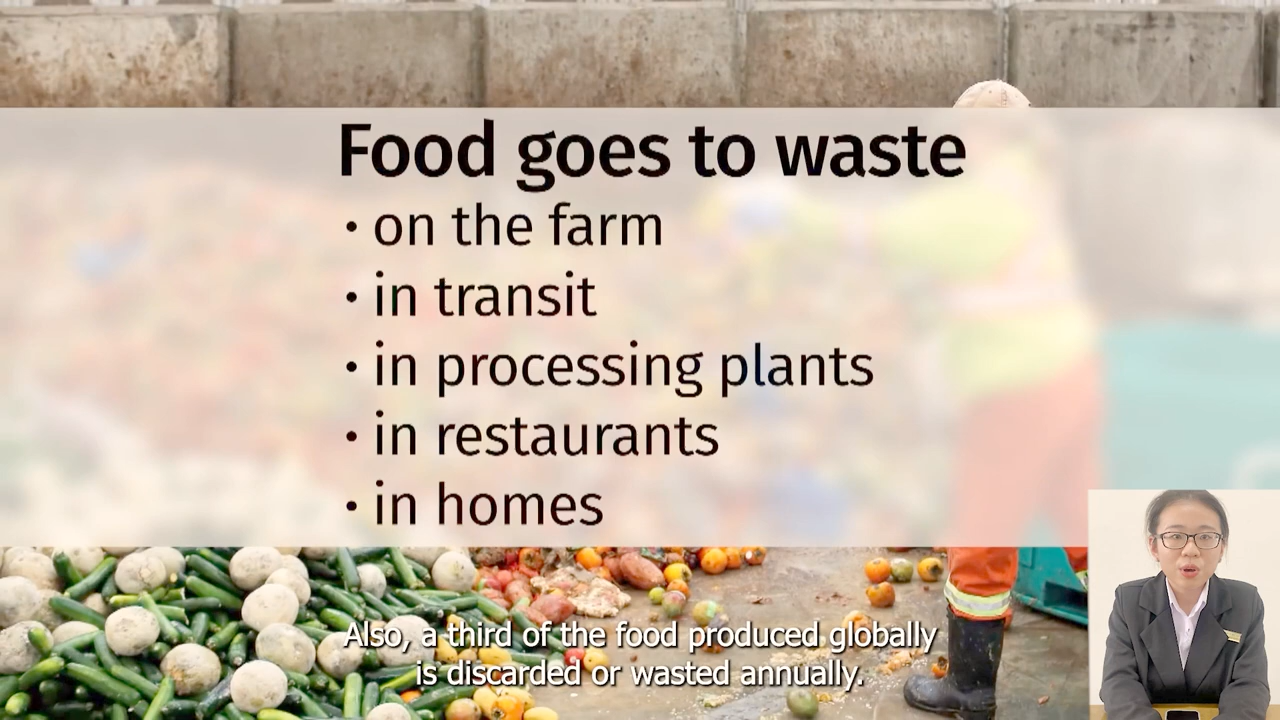 Food goes to waste
• on the farm
• in transit
• in processing plants
• in restaurants
• in homes
Also, a third of the food produced globally
is discarded or wasted annually.